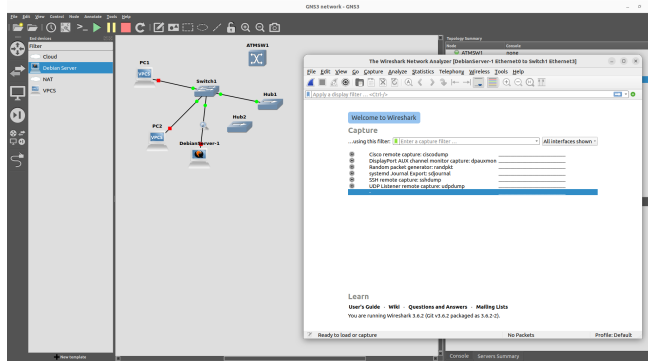 GNS3 network - GNS3
File Edit View Control Node Annotate Tools Help
End devices
Filter
Cloud
Debian Server
NAT
VPCS
New template
ATMSW1
PC1
VPCS
Switch1
Hub1
Hub2
PC2
VPCS
DebianServer-1
Topology Summary
Node Console
ATMSW1 none
The Wireshark Network Analyzer [DebianServer-1 Ethernet0 to Switch1 Ethernet3]
File Edit View Go Capture Analyze Statistics Telephony Wireless Tools Help
Apply a display filter ... <Ctrl-/>
Welcome to Wireshark
Capture
...using this filter: Enter a capture filter ... All interfaces shown
Cisco remote capture: ciscodump
DisplayPort AUX channel monitor capture: dpauxmon
Random packet generator: randpkt
systemd Journal Export: sdjournal
SSH remote capture: sshdump
UDP Listener remote capture: udpdump
-
Learn
User's Guide · Wiki · Questions and Answers · Mailing Lists
You are running Wireshark 3.6.2 (Git v3.6.2 packaged as 3.6.2-2).
Ready to load or capture No Packets Profile: Default
Console Servers Summary